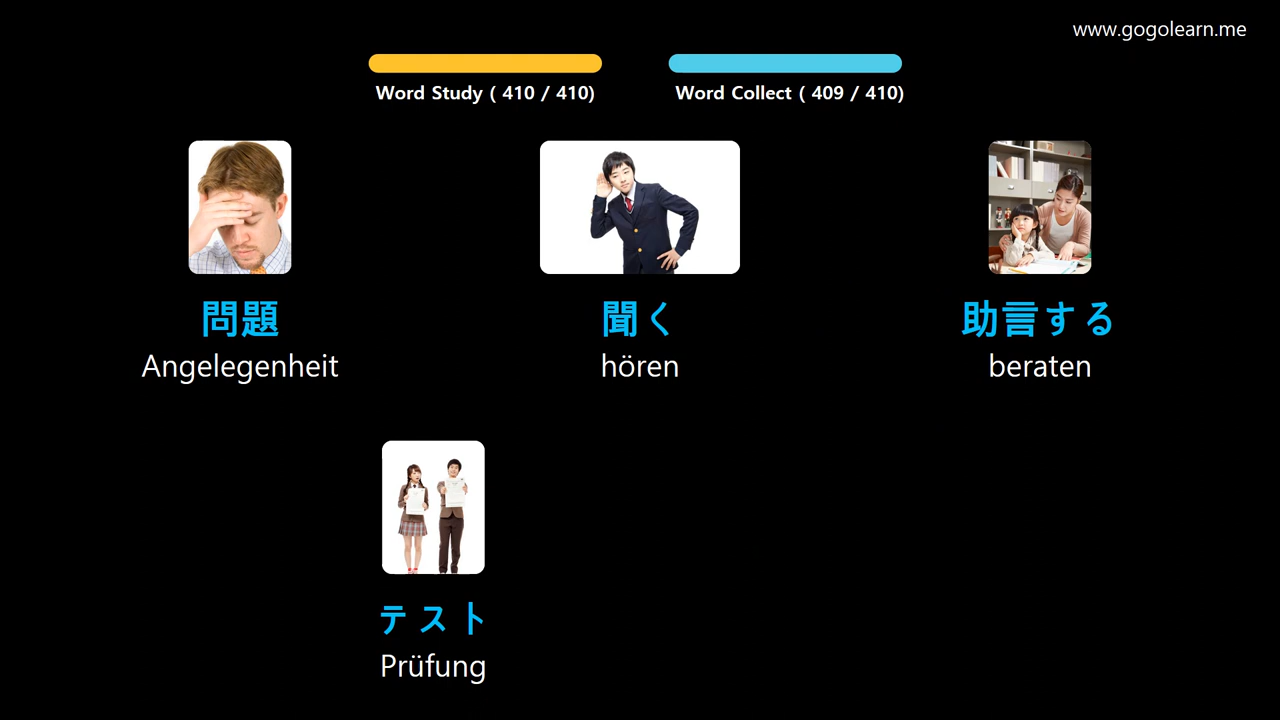 www.gogolearn.me
Word Study ( 410 / 410)
Word Collect ( 409 / 410)
問題
Angelegenheit
聞く
hören
助言する
beraten
テスト
Prüfung